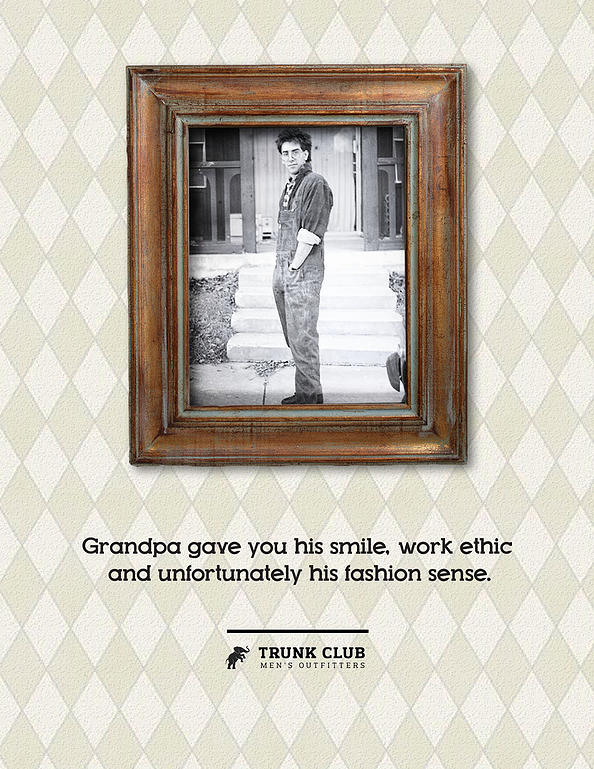 Grandpa gave you his smile, work ethic
and unfortunately his fashion sense.
TRUNK CLUB
MEN'S OUTFITTERS